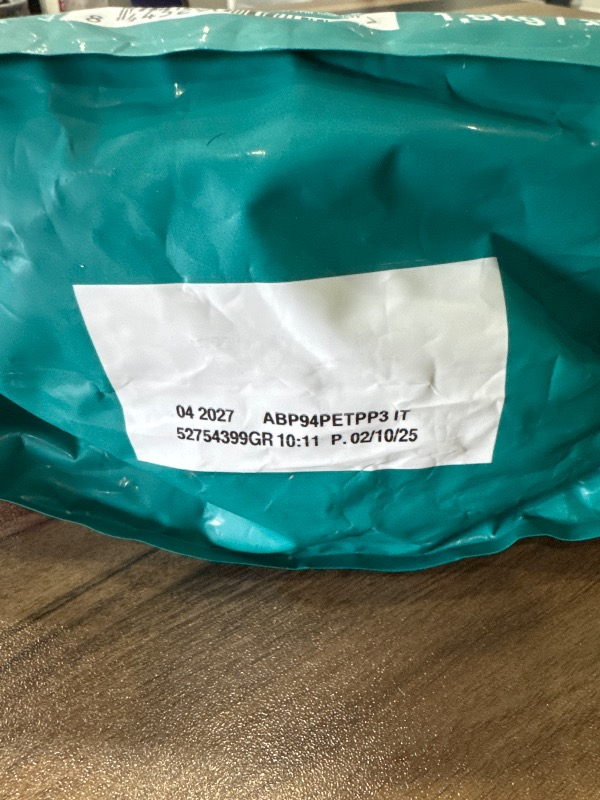 04 2027 ABP94PETPP3 IT
52754399GR 10:11 P. 02/10/25